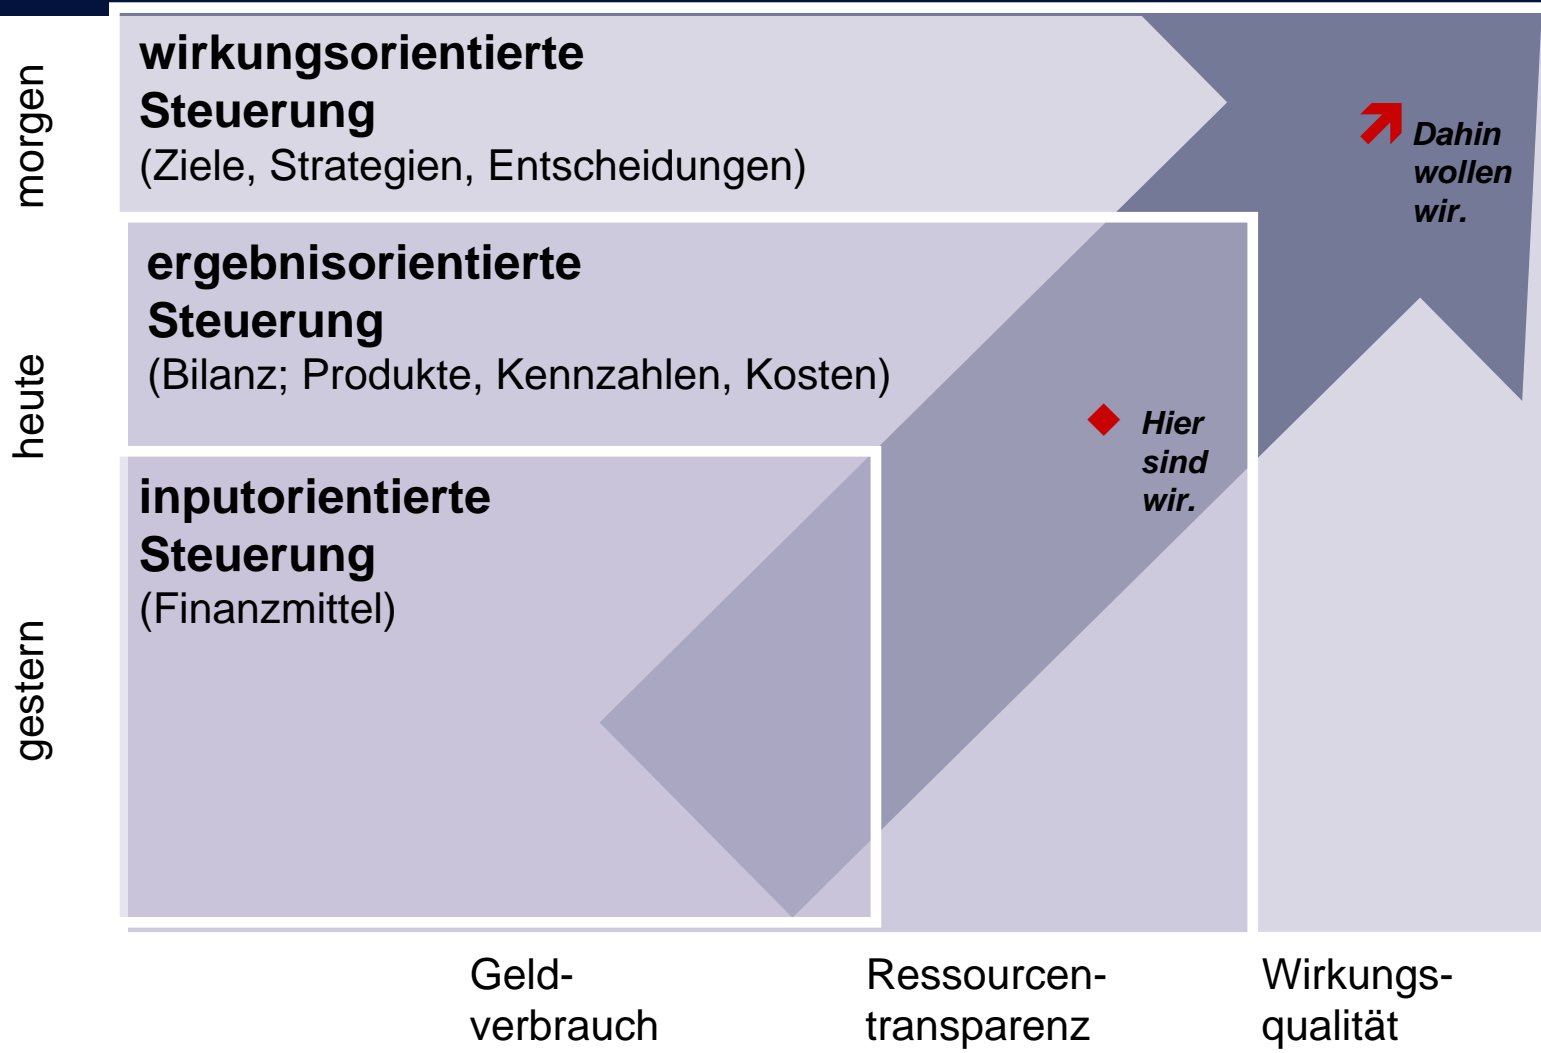 morgen
wirkungsorientierte
Steuerung
(Ziele, Strategien, Entscheidungen)
Dahin
wollen
wir.
heute
ergebnisorientierte
Steuerung
(Bilanz; Produkte, Kennzahlen, Kosten)
Hier
sind
wir.
gestern
inputorientierte
Steuerung
(Finanzmittel)
Geld-
verbrauch
Ressourcen-
transparenz
Wirkungs-
qualität